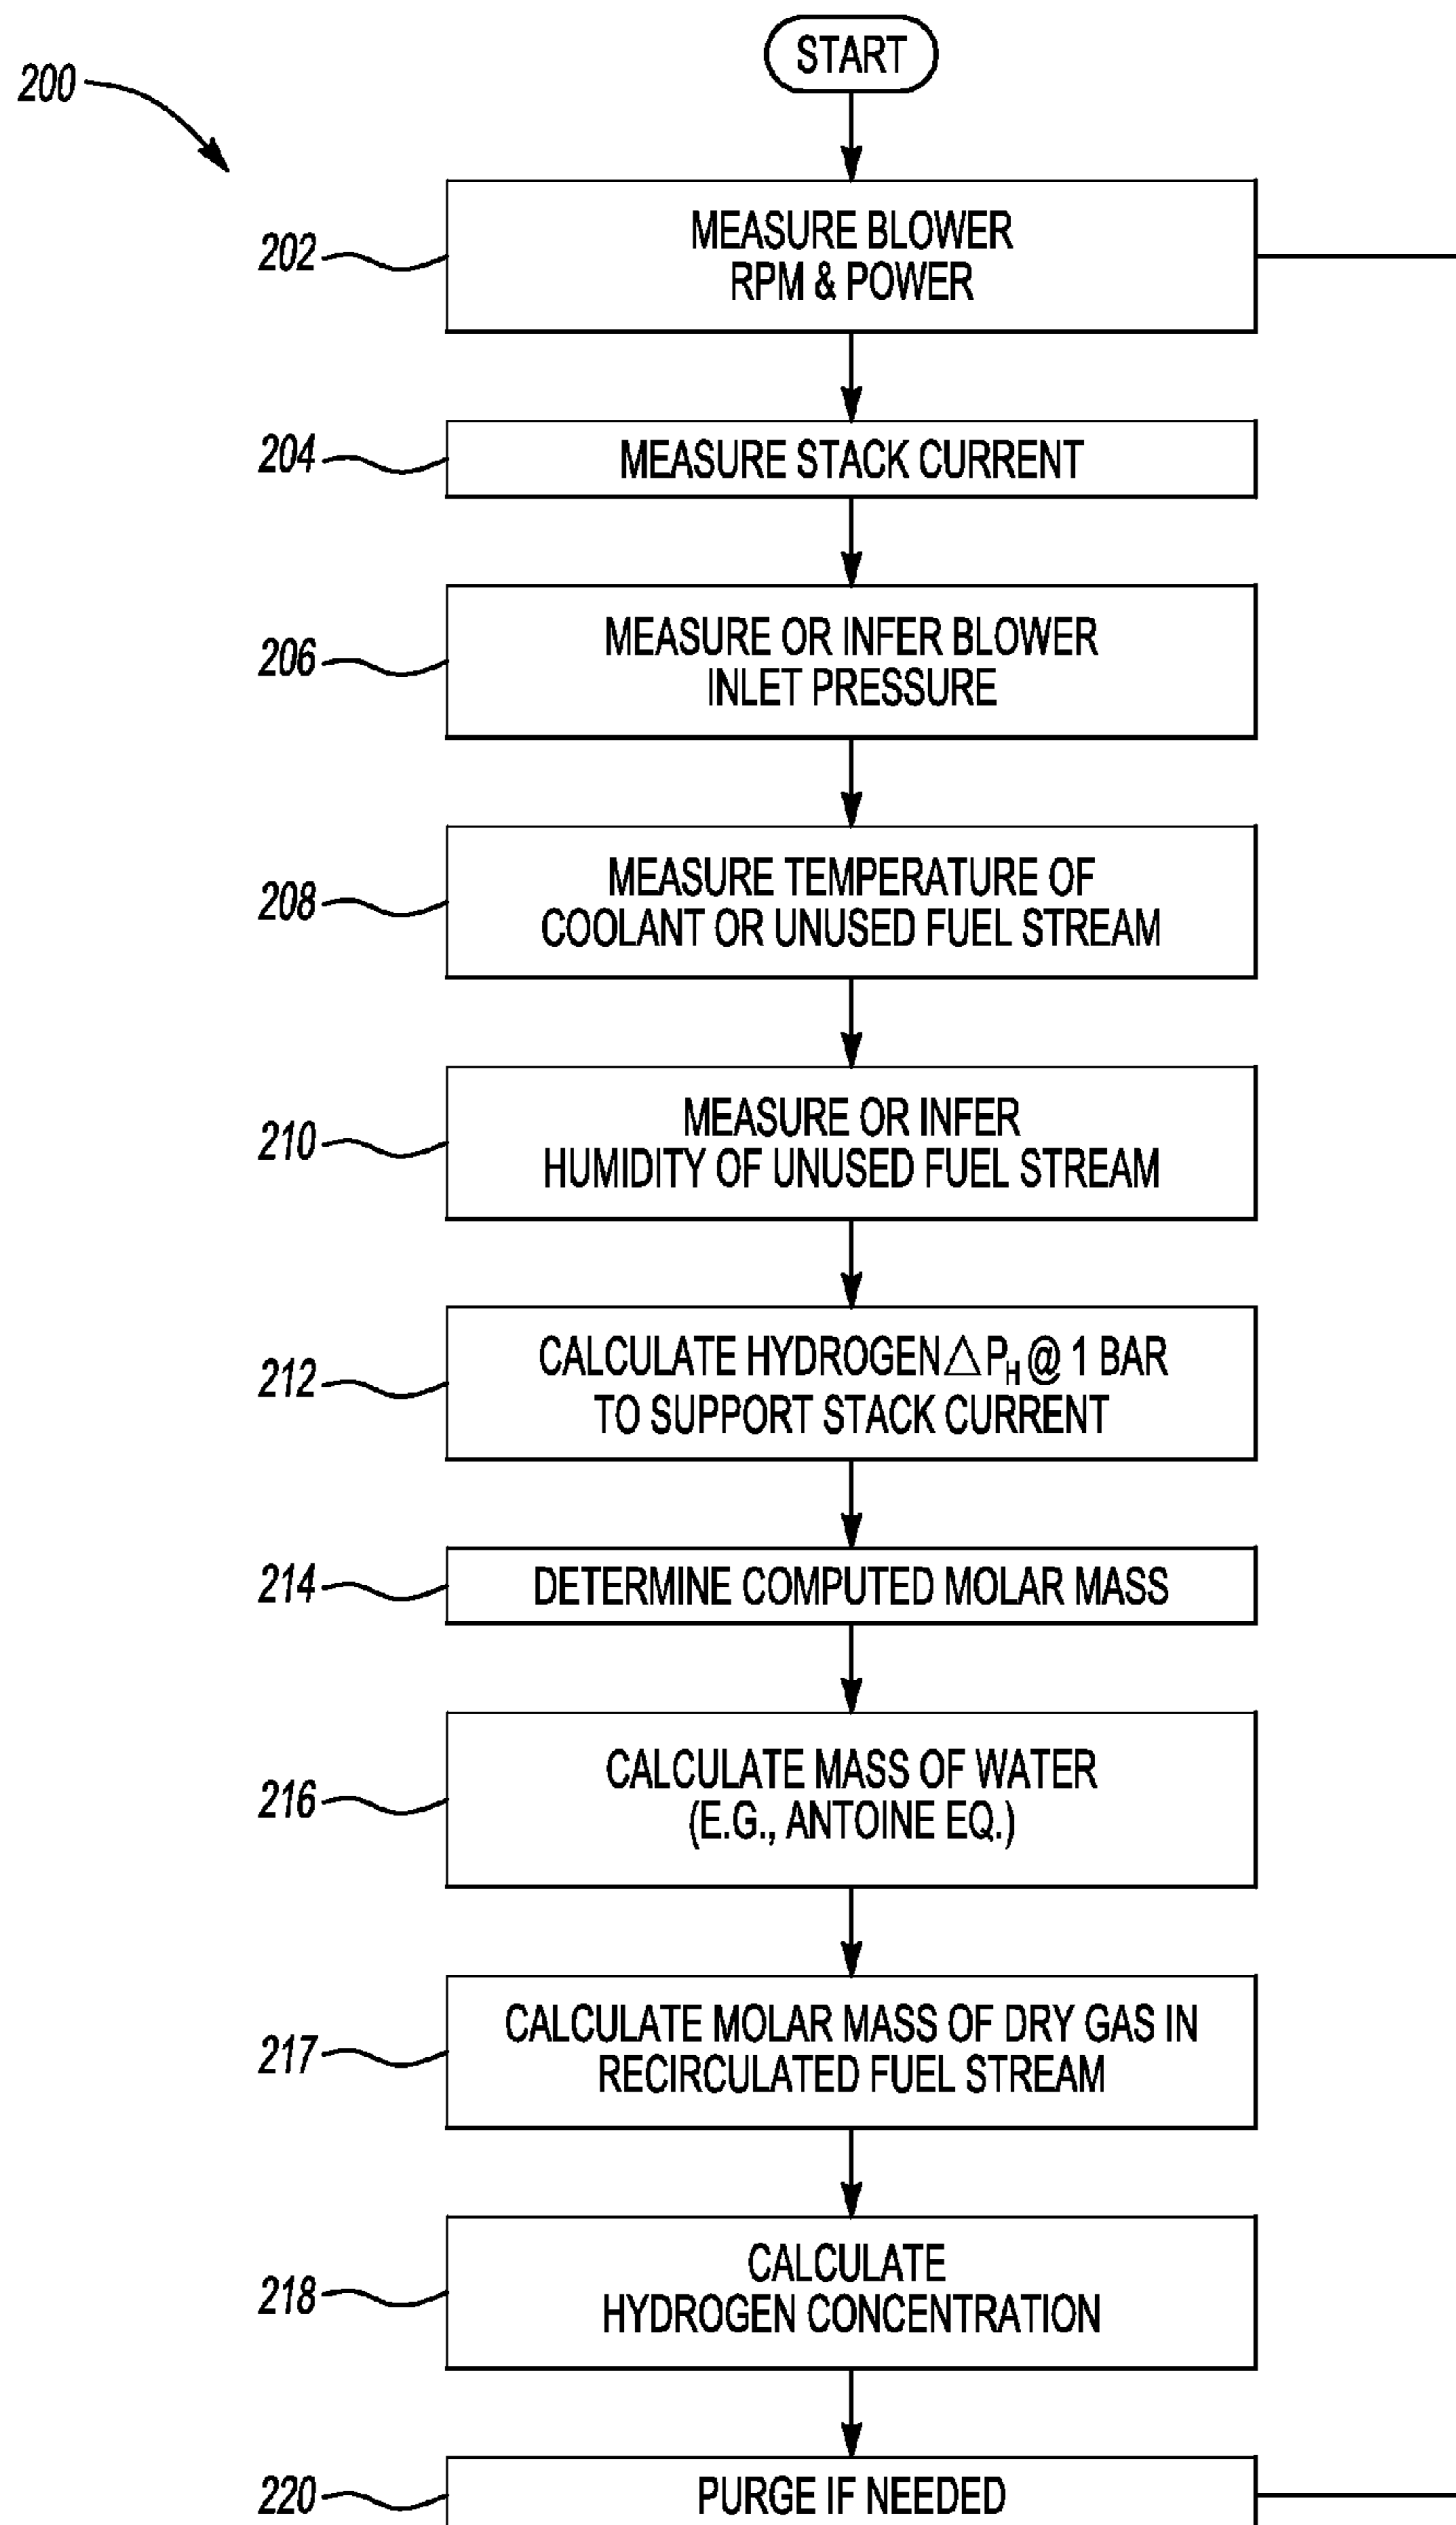 START
200
202
MEASURE BLOWER
RPM & POWER
204
MEASURE STACK CURRENT
206
MEASURE OR INFER BLOWER
INLET PRESSURE
208
MEASURE TEMPERATURE OF
COOLANT OR UNUSED FUEL STREAM
210
MEASURE OR INFER
HUMIDITY OF UNUSED FUEL STREAM
212
CALCULATE HYDROGEN △ PH @ 1 BAR
TO SUPPORT STACK CURRENT
214
DETERMINE COMPUTED MOLAR MASS
216
CALCULATE MASS OF WATER
(E.G., ANTOINE EQ.)
217
CALCULATE MOLAR MASS OF DRY GAS IN
RECIRCULATED FUEL STREAM
218
CALCULATE
HYDROGEN CONCENTRATION
220
PURGE IF NEEDED